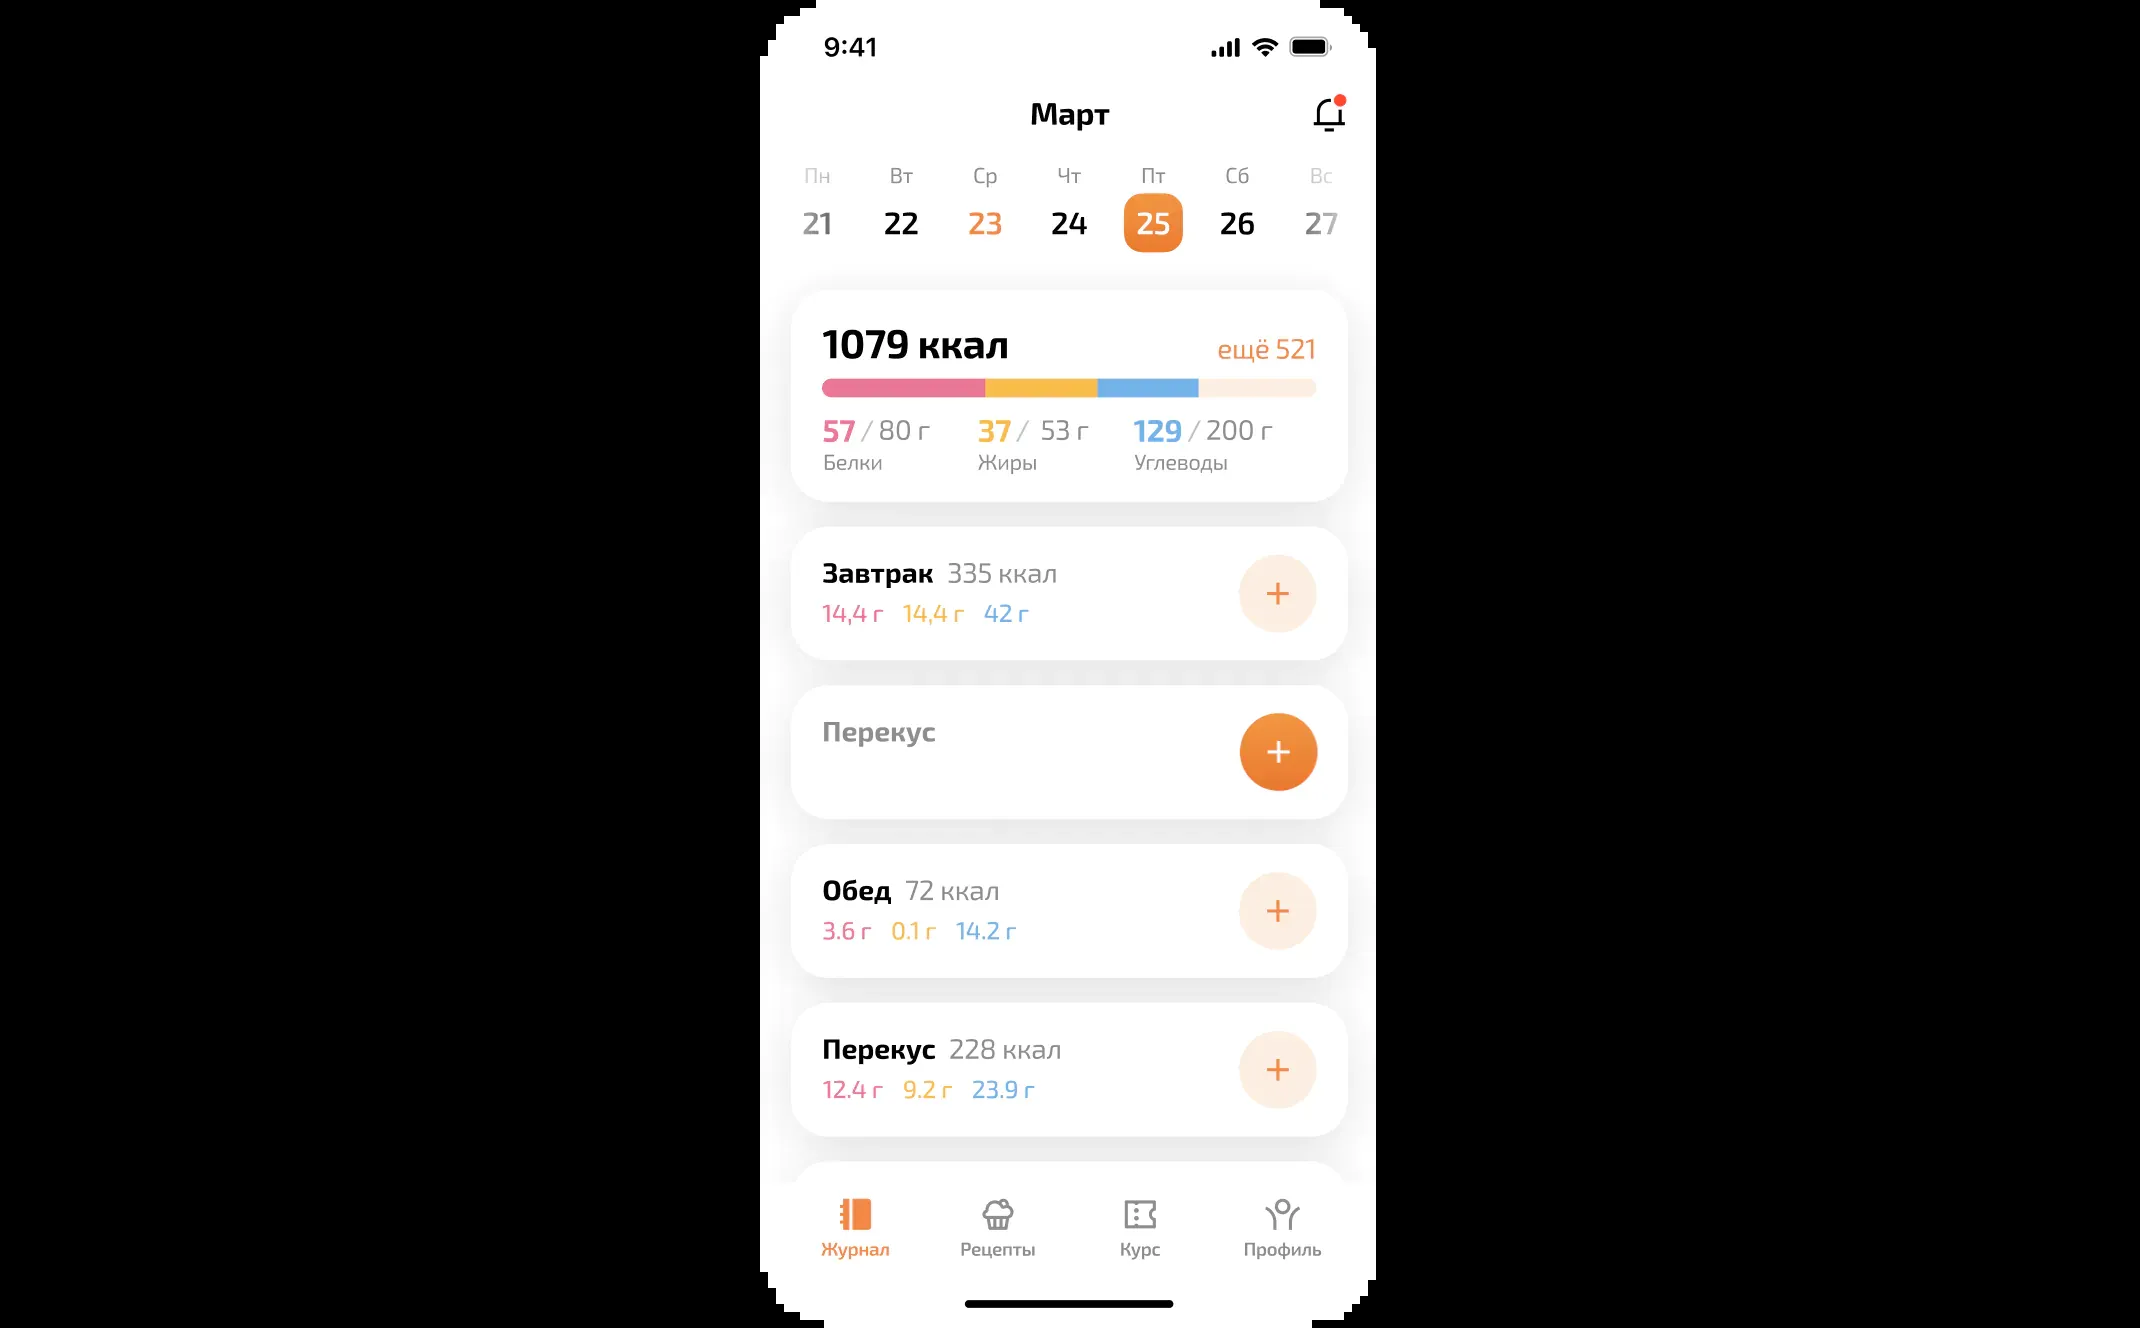 9:41
Март
Пн Вт Ср Чт Пт Сб Вс
21 22 23 24 25 26 27
1079 ккал ещё 521
57 / 80 г 37 / 53 г 129 / 200 г
Белки Жиры Углеводы
Завтрак 335 ккал
14,4 г 14,4 г 42 г
Перекус
Обед 72 ккал
3.6 г 0.1 г 14.2 г
Перекус 228 ккал
12.4 г 9.2 г 23.9 г
Журнал Рецепты Курс Профиль